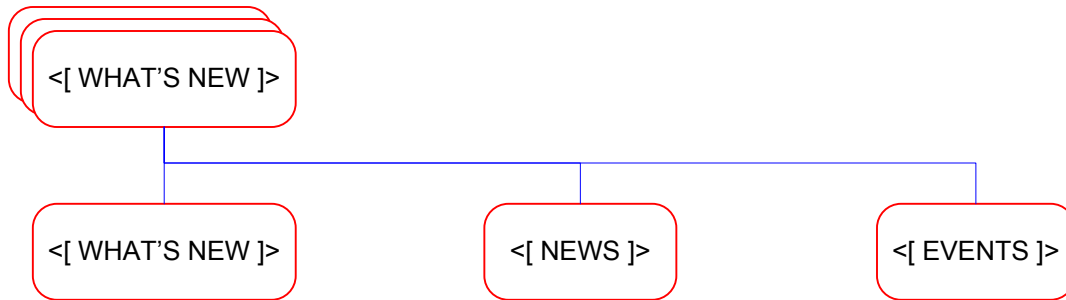 <[ WHAT’S NEW ]>
<[ WHAT’S NEW ]>
<[ NEWS ]>
<[ EVENTS ]>